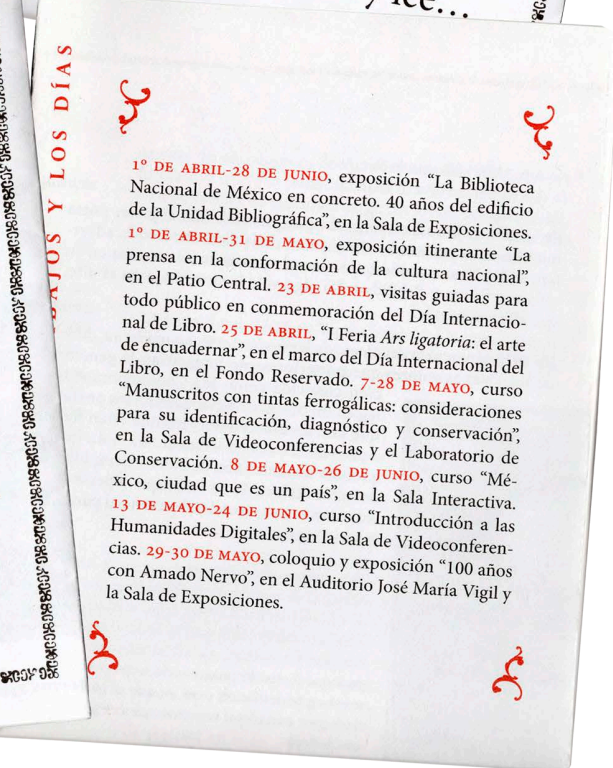 y lee...
BAJOS Y LOS DÍAS
1º DE ABRIL-28 DE JUNIO, exposición “La Biblioteca
Nacional de México en concreto. 40 años del edificio
de la Unidad Bibliográfica”, en la Sala de Exposiciones.
1º DE ABRIL-31 DE MAYO, exposición itinerante “La
prensa en la conformación de la cultura nacional”,
en el Patio Central. 23 DE ABRIL, visitas guiadas para
todo público en conmemoración del Día Internacio-
nal de Libro. 25 DE ABRIL, “I Feria Ars ligatoria: el arte
de encuadernar”, en el marco del Día Internacional del
Libro, en el Fondo Reservado. 7-28 DE MAYO, curso
“Manuscritos con tintas ferrogálicas: consideraciones
para su identificación, diagnóstico y conservación”,
en la Sala de Videoconferencias y el Laboratorio de
Conservación. 8 DE MAYO-26 DE JUNIO, curso “Mé-
xico, ciudad que es un país”, en la Sala Interactiva.
13 DE MAYO-24 DE JUNIO, curso “Introducción a las
Humanidades Digitales”, en la Sala de Videoconferen-
cias. 29-30 DE MAYO, coloquio y exposición “100 años
con Amado Nervo”, en el Auditorio José María Vigil y
la Sala de Exposiciones.